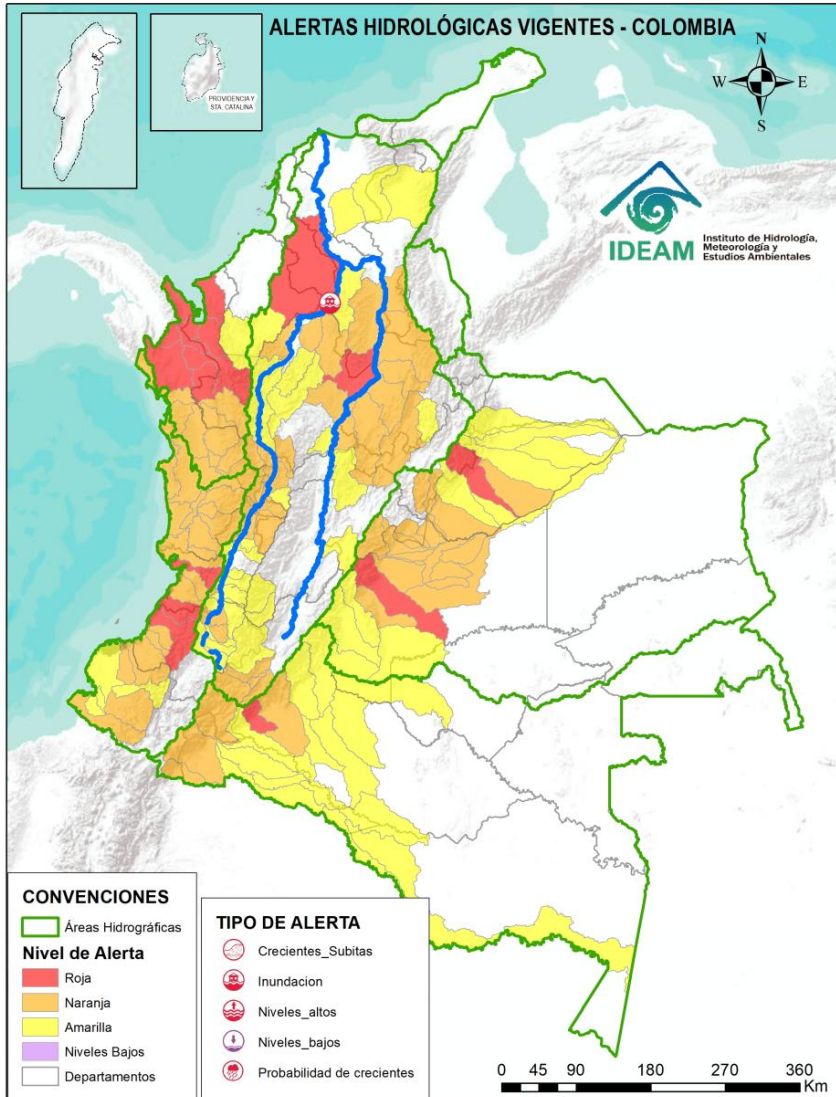 ALERTAS HIDROLÓGICAS VIGENTES - COLOMBIA
PROVIDENCIA Y
STA. CATALINA
N
W
E
S
IDEAM
Instituto de Hidrología,
Meteorología y
Estudios Ambientales
CONVENCIONES
Áreas Hidrográficas
Nivel de Alerta
Roja
Naranja
Amarilla
Niveles Bajos
Departamentos
TIPO DE ALERTA
Crecientes_Subitas
Inundacion
Niveles_altos
Niveles_bajos
Probabilidad de crecientes
0 45 90 180 270 360
Km